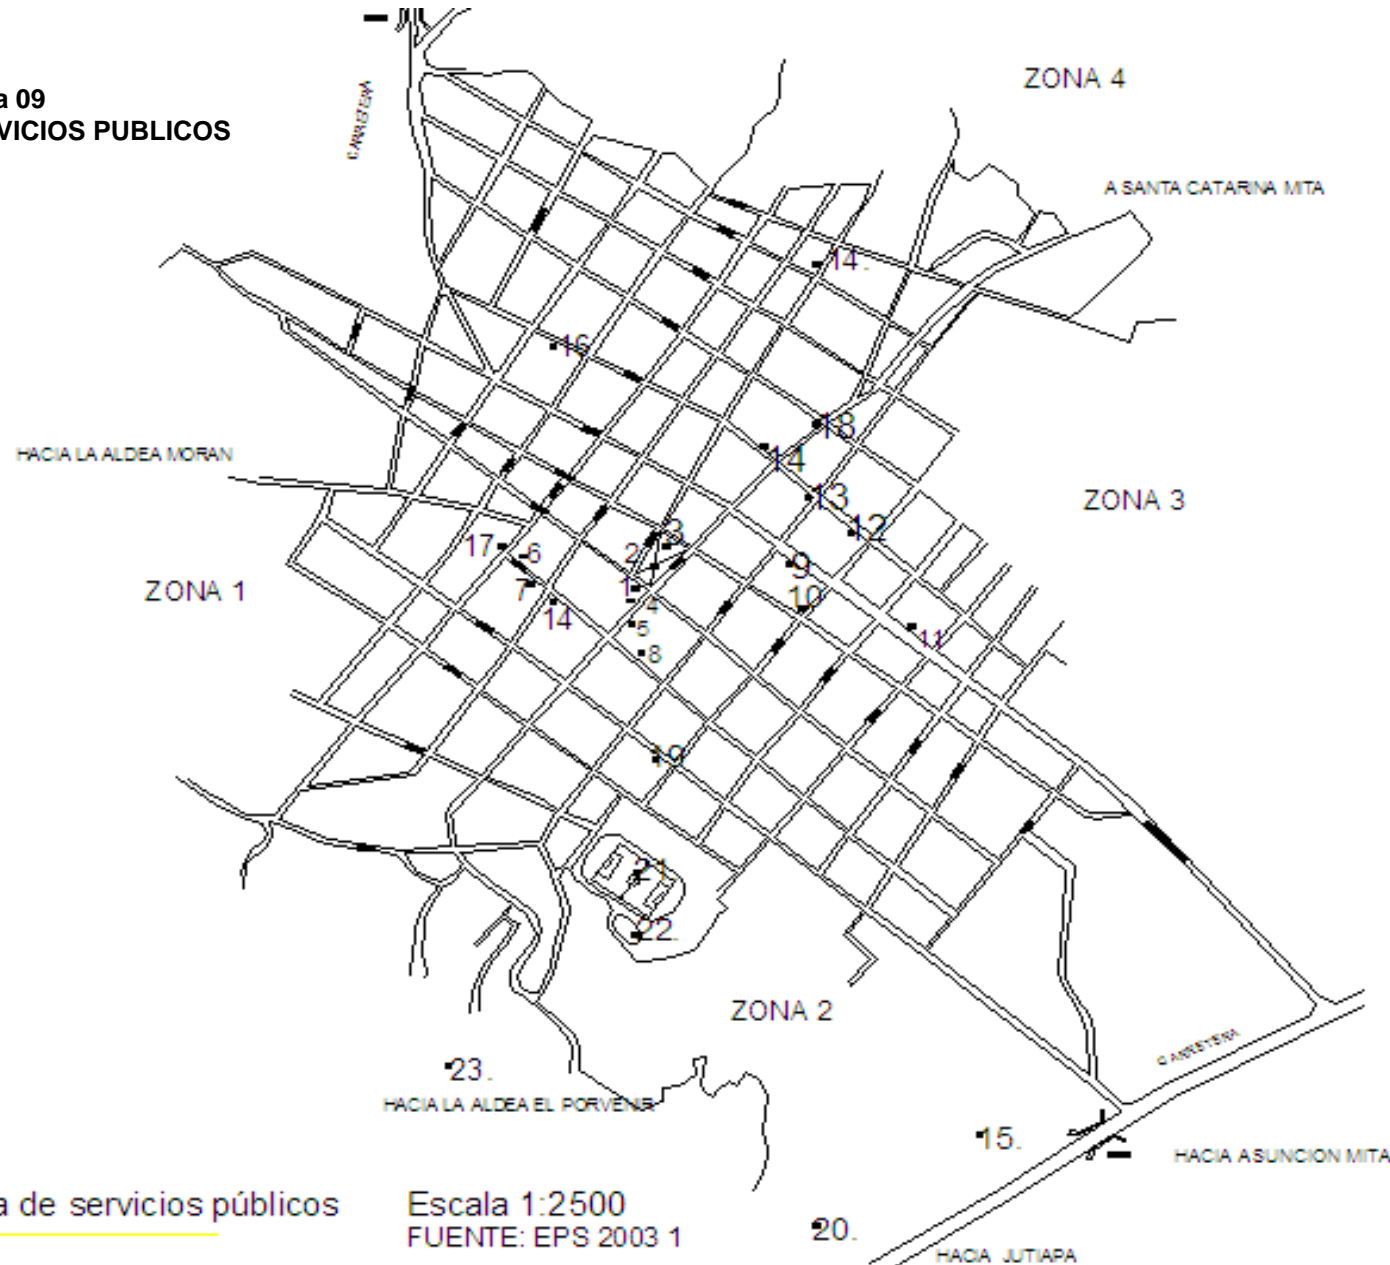 a 09
VICIOS PUBLICOS
ZONA 4
CARRETERA
A SANTA CATARINA MITA
14.
16
18
HACIA LA ALDEA MORAN
14
13
ZONA 3
12
3
17
6
2
9
ZONA 1
7
1
4
10
14
5
11
8
19
21.
22.
ZONA 2
CARRETERA
23.
HACIA LA ALDEA EL PORVENIR
15.
HACIA ASUNCION MITA
a de servicios públicos
Escala 1:2500
20.
FUENTE: EPS 2003 1
HACIA JUTIAPA